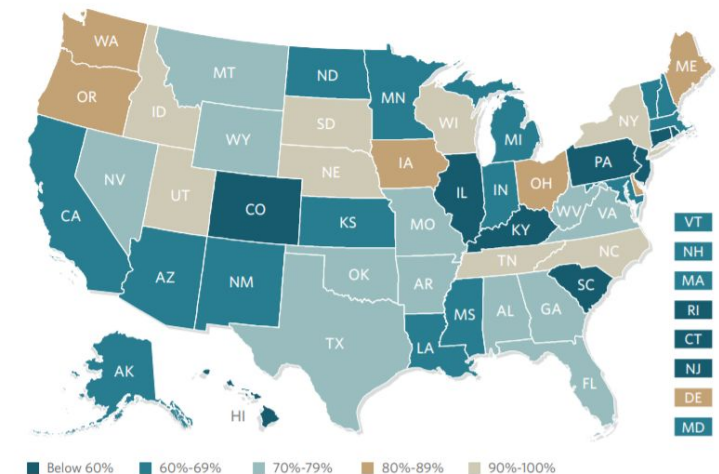 WA
ME
MT
ND
OR
MN
ID
NY
SD
WI
WY
MI
IA
NE
PA
NV
IL
IN
OH
UT
CO
CA
KS
MO
WV
VA
KY
VT
NC
TN
NH
AZ
NM
OK
AR
SC
MA
MS
AL
GA
RI
TX
LA
CT
AK
NJ
FL
DE
HI
MD
Below 60%
60%-69%
70%-79%
80%-89%
90%-100%